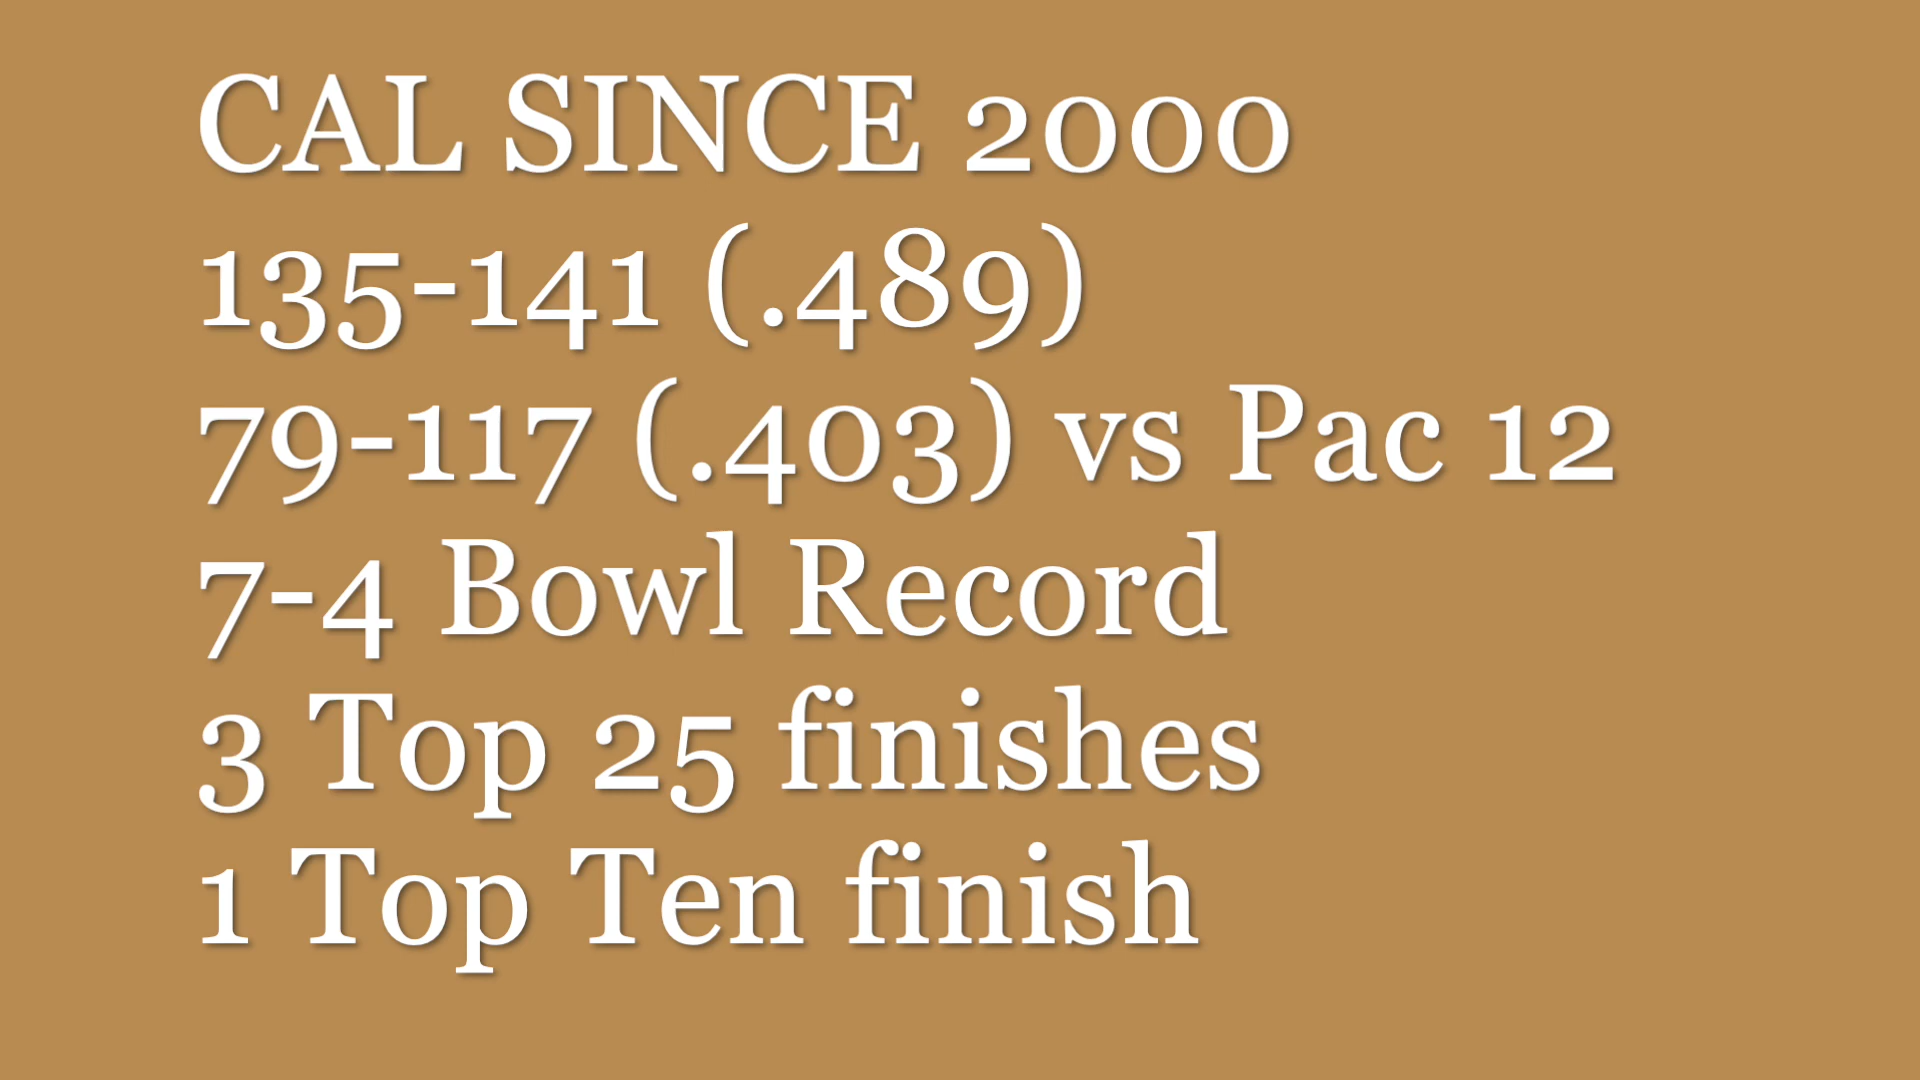 CAL SINCE 2000
135-141 (.489)
79-117 (.403) vs Pac 12
7-4 Bowl Record
3 Top 25 finishes
1 Top Ten finish